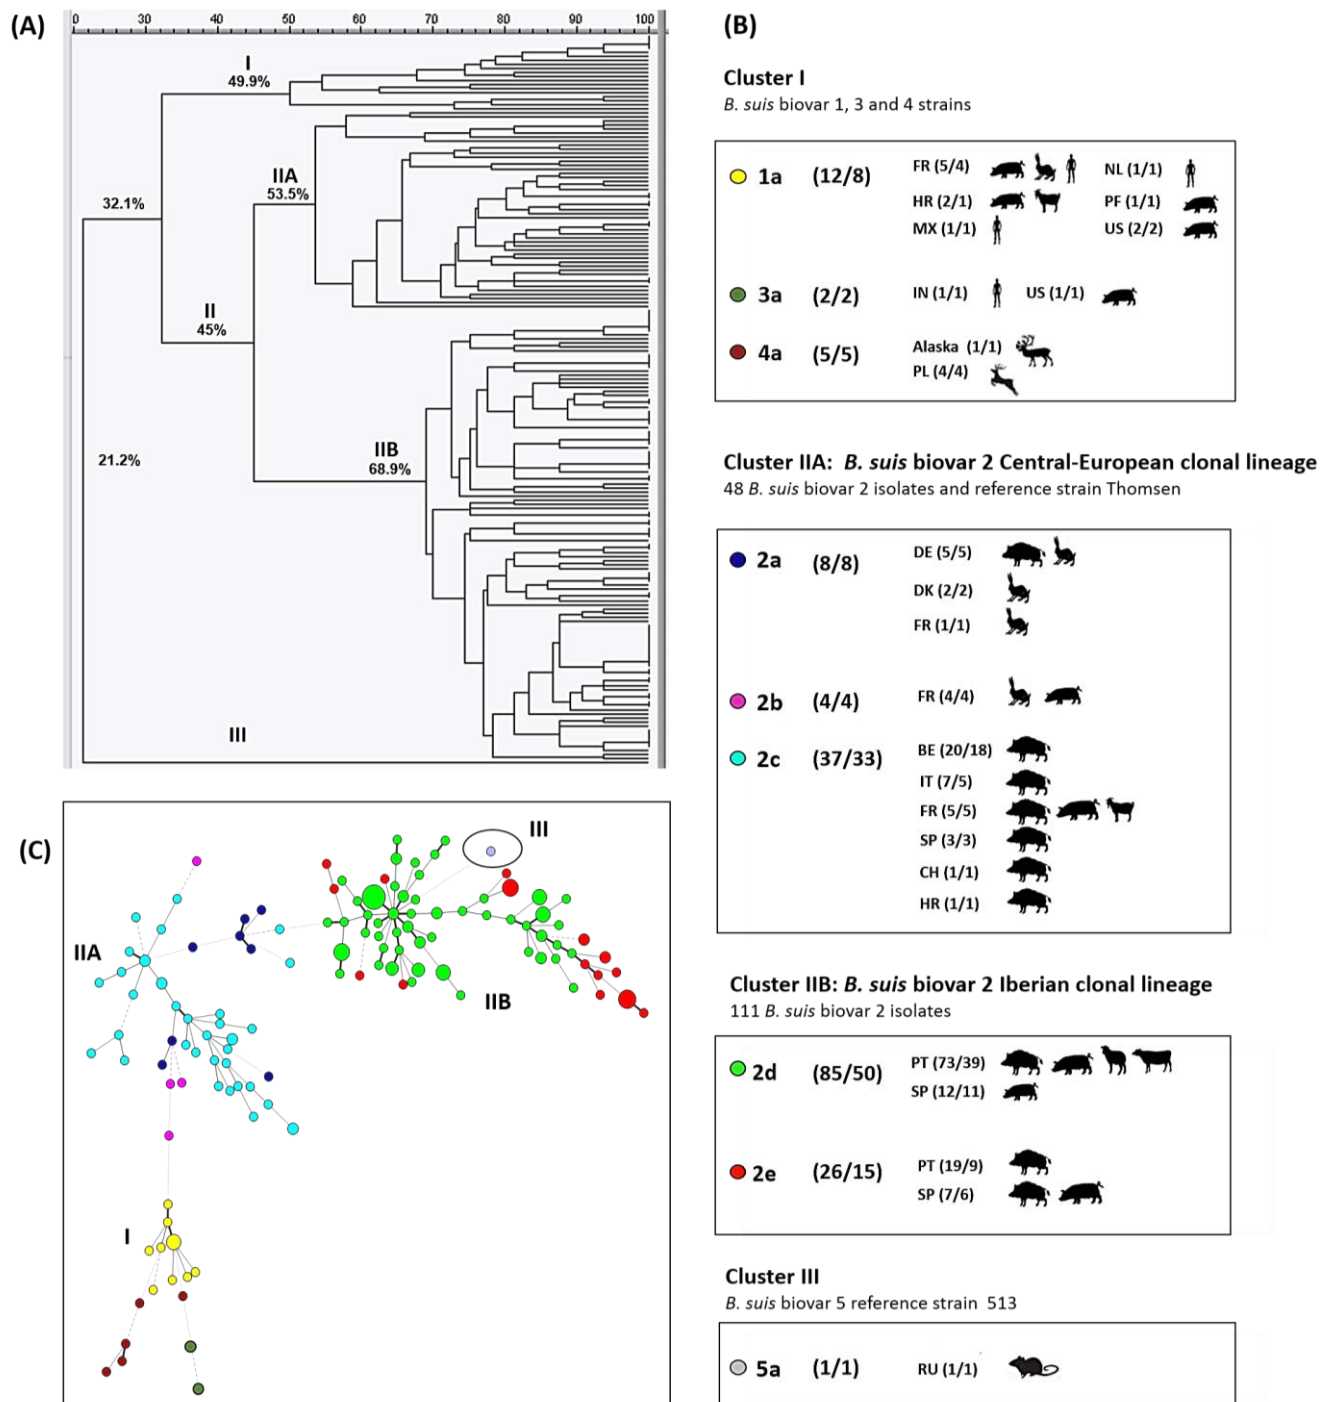 (A)
0 30 40 50 60 70 80 90 100
I
49.9%
IIA
53.5%
32.1%
II
45%
IIB
68.9%
21.2%
III
(B)
Cluster I
B. suis biovar 1, 3 and 4 strains
1a (12/8)
FR (5/4)
NL (1/1)
HR (2/1)
PF (1/1)
MX (1/1)
US (2/2)
3a (2/2)
IN (1/1)
US (1/1)
4a (5/5)
Alaska (1/1)
PL (4/4)
Cluster IIA: B. suis biovar 2 Central-European clonal lineage
48 B. suis biovar 2 isolates and reference strain Thomsen
2a (8/8)
DE (5/5)
DK (2/2)
FR (1/1)
2b (4/4)
FR (4/4)
2c (37/33)
BE (20/18)
IT (7/5)
FR (5/5)
SP (3/3)
CH (1/1)
HR (1/1)
Cluster IIB: B. suis biovar 2 Iberian clonal lineage
111 B. suis biovar 2 isolates
2d (85/50)
PT (73/39)
SP (12/11)
2e (26/15)
PT (19/9)
SP (7/6)
Cluster III
B. suis biovar 5 reference strain 513
5a (1/1)
RU (1/1)
(C)
III
IIA
IIB
I